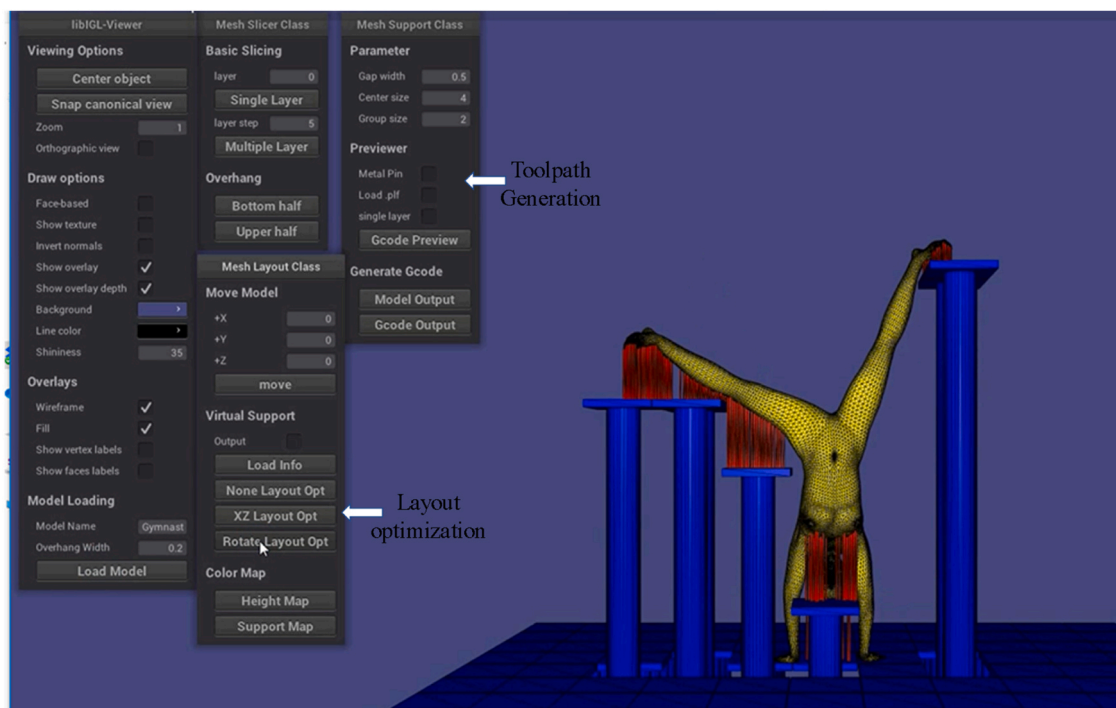 libIGL-Viewer
Viewing Options
Center object
Snap canonical view
Zoom 1
Orthographic view
Draw options
Face-based
Show texture
Invert normals
Show overlay
Show overlay depth
Background
Line color
Shininess 35
Overlays
Wireframe
Fill
Show vertex labels
Show faces labels
Model Loading
Model Name Gymnast
Overhang Width 0.2
Load Model
Mesh Slicer Class
Basic Slicing
layer 0
Single Layer
layer step 5
Multiple Layer
Overhang
Bottom half
Upper half
Mesh Layout Class
Move Model
+X 0
+Y 0
+Z 0
move
Virtual Support
Output
Load Info
None Layout Opt
XZ Layout Opt
Rotate Layout Opt
Color Map
Height Map
Support Map
Mesh Support Class
Parameter
Gap width 0.5
Center size 4
Group size 2
Previewer
Metal Pin
Load .plf
single layer
Gcode Preview
Generate Gcode
Model Output
Gcode Output
Toolpath
Generation
Layout
optimization